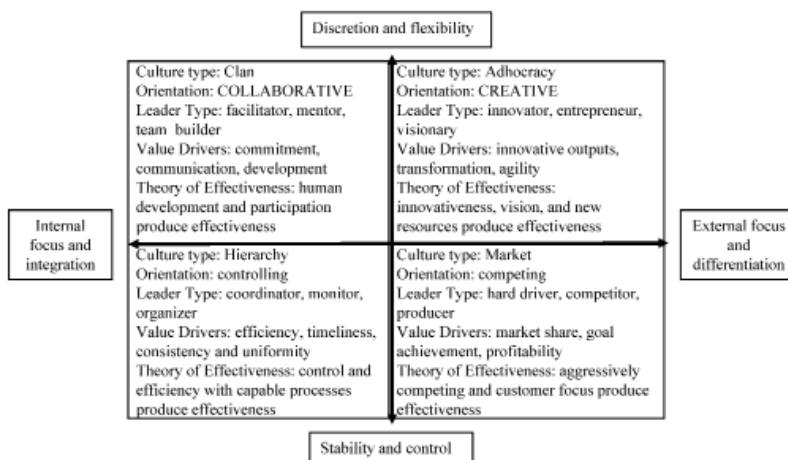 Discretion and flexibility
Culture type: Clan
Orientation: COLLABORATIVE
Leader Type: facilitator, mentor,
team builder
Value Drivers: commitment,
communication, development
Theory of Effectiveness: human
development and participation
produce effectiveness
Culture type: Adhocracy
Orientation: CREATIVE
Leader Type: innovator, entrepreneur,
visionary
Value Drivers: innovative outputs,
transformation, agility
Theory of Effectiveness:
innovativeness, vision, and new
resources produce effectiveness
Internal
focus and
integration
External focus
and
differentiation
Culture type: Hierarchy
Orientation: controlling
Leader Type: coordinator, monitor,
organizer
Value Drivers: efficiency, timeliness,
consistency and uniformity
Theory of Effectiveness: control and
efficiency with capable processes
produce effectiveness
Culture type: Market
Orientation: competing
Leader Type: hard driver, competitor,
producer
Value Drivers: market share, goal
achievement, profitability
Theory of Effectiveness: aggressively
competing and customer focus produce
effectiveness
Stability and control